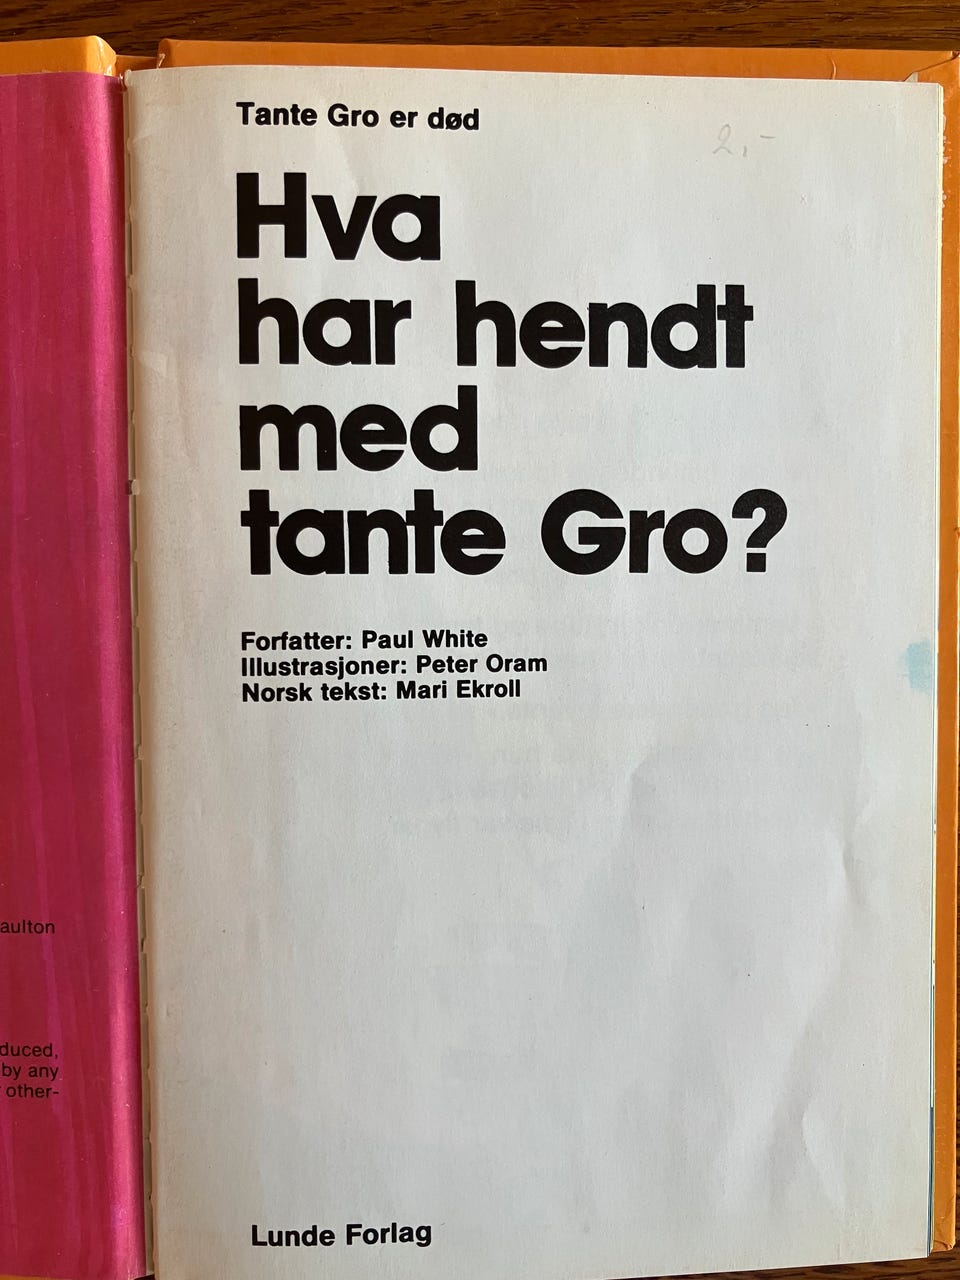 aulton
duced,
by any
other-
Tante Gro er død
2,-
Hva
har hendt
med
tante Gro?
Forfatter: Paul White
Illustrasjoner: Peter Oram
Norsk tekst: Mari Ekroll
Lunde Forlag